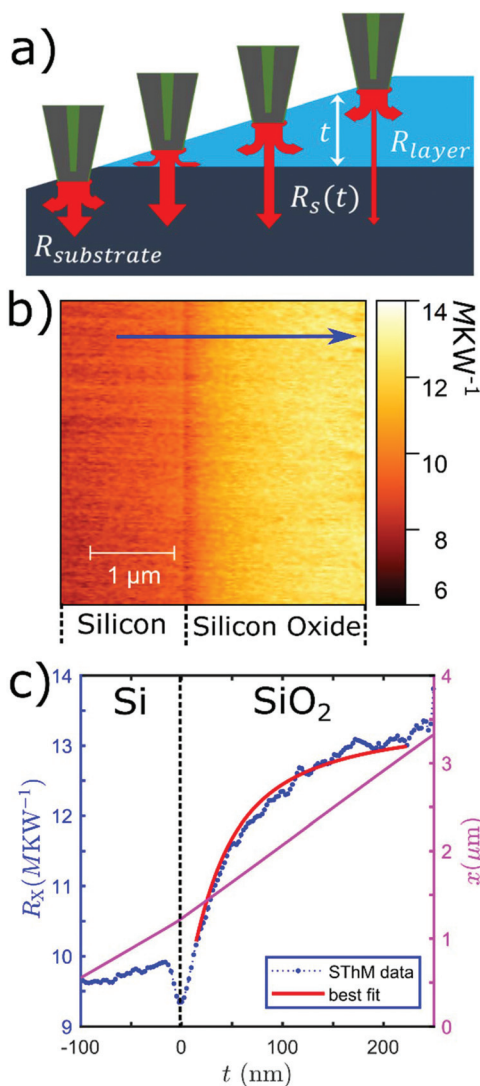 a)
t
R_layer
R_s(t)
R_substrate
b)
MKW⁻¹
14
12
10
8
6
1 µm
Silicon
Silicon Oxide
c)
Si
SiO₂
14
13
12
11
10
9
R_X(MKW⁻¹)
4
3
2
1
0
x(um)
SThM data
best fit
-100
0
100
200
t (nm)